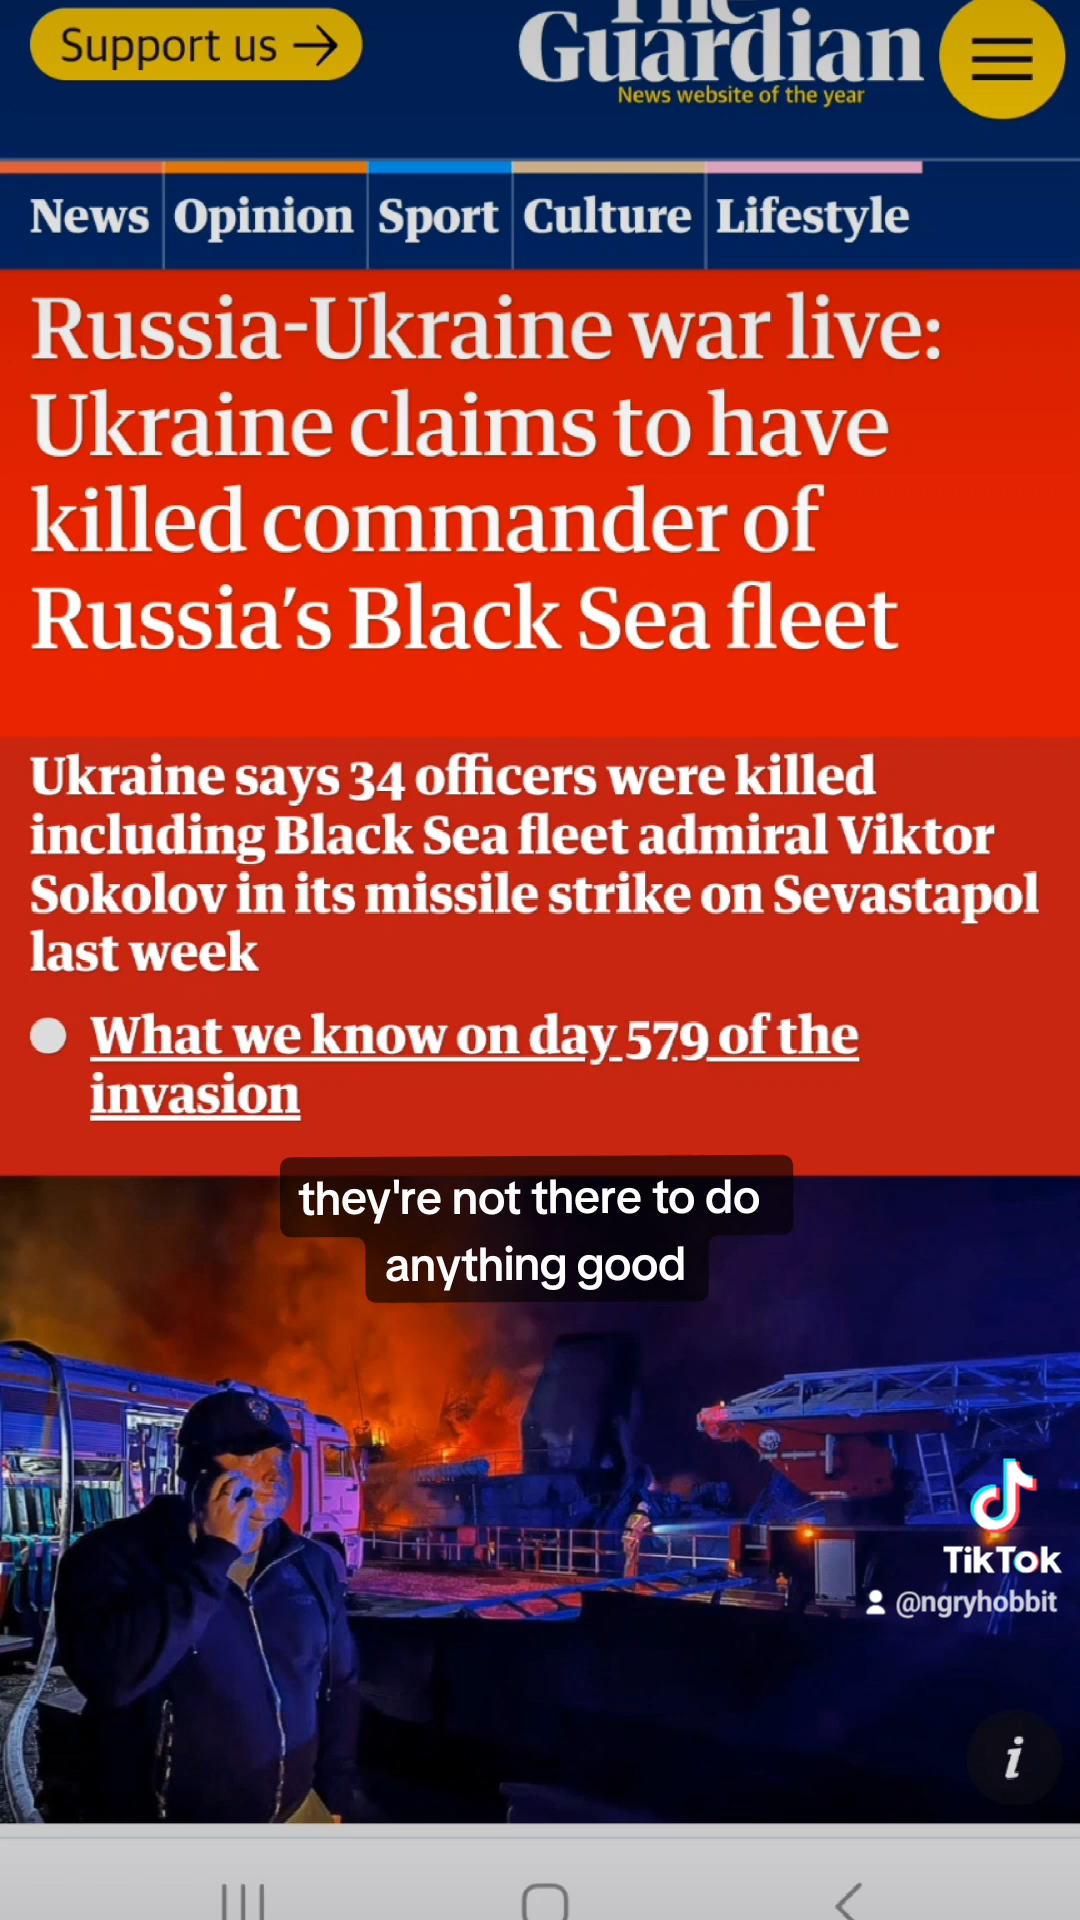 Support us →
The
Guardian
News website of the year
News Opinion Sport Culture Lifestyle
Russia-Ukraine war live:
Ukraine claims to have
killed commander of
Russia’s Black Sea fleet
Ukraine says 34 officers were killed
including Black Sea fleet admiral Viktor
Sokolov in its missile strike on Sevastapol
last week
What we know on day 579 of the
invasion
they're not there to do
anything good
TikTok
@ngryhobbit
i